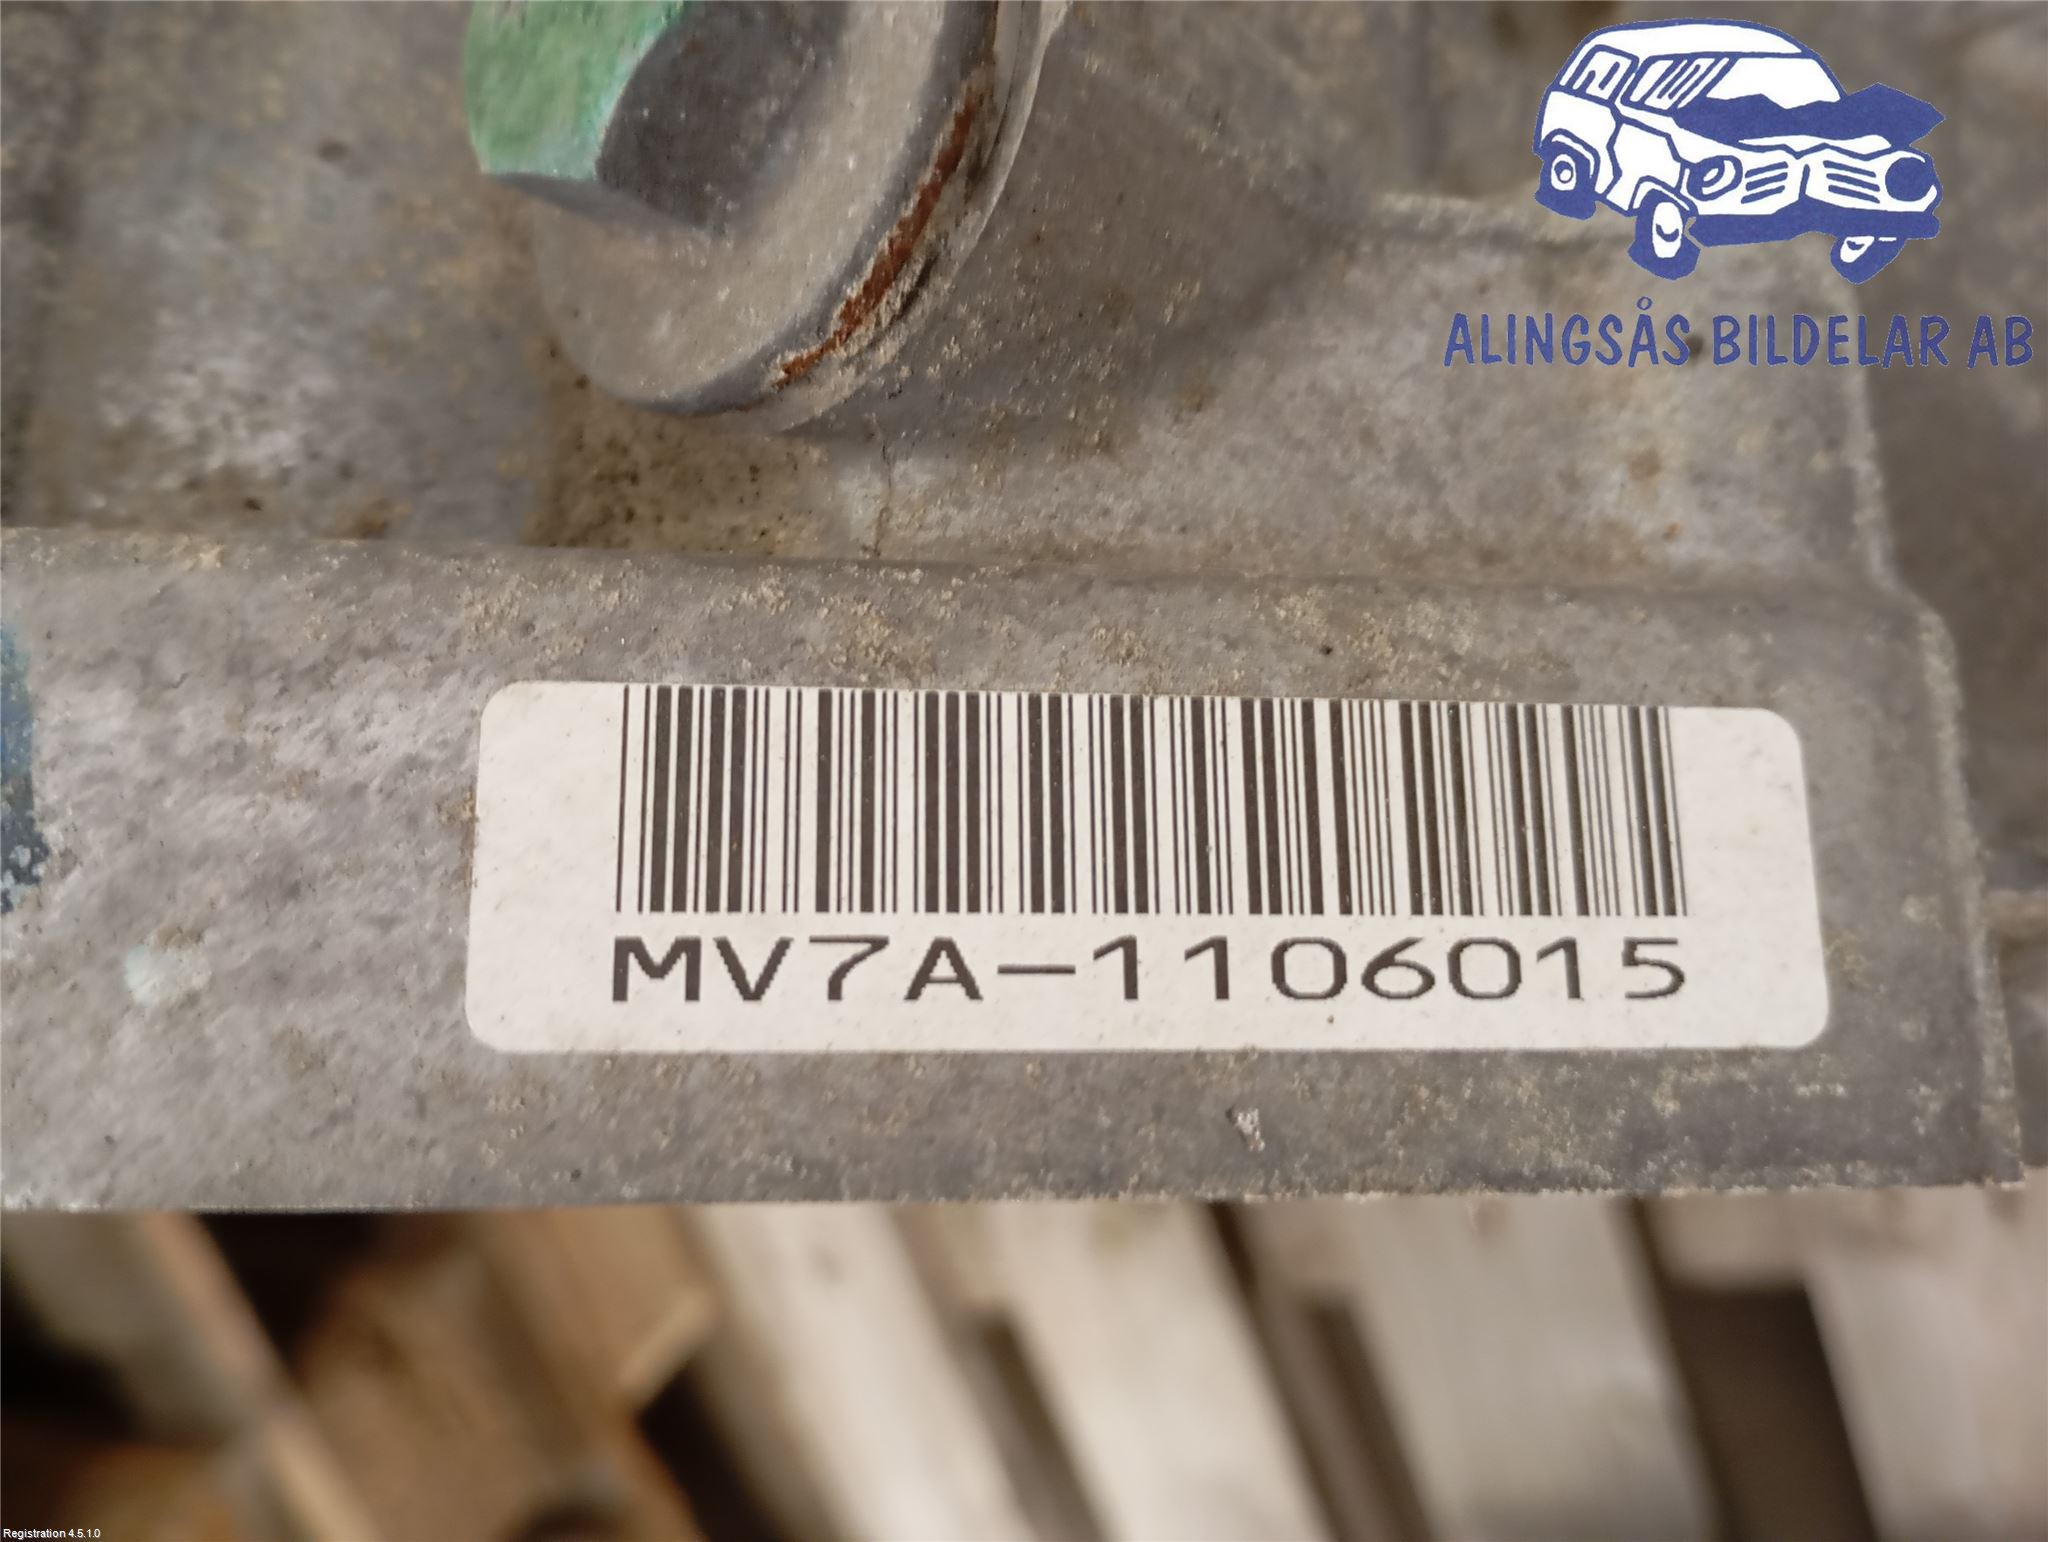 ALINGSÅS BILDELAR AB
MV7A-1106015
Registration 4.5.1.0